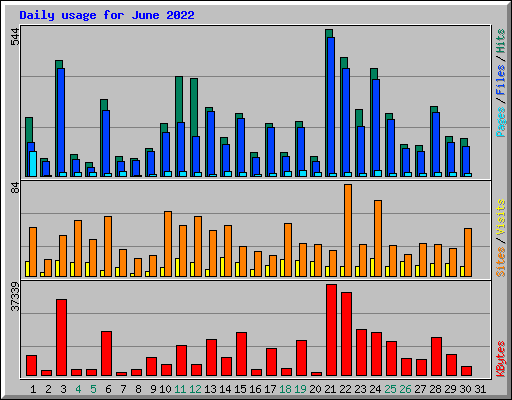 Daily usage for June 2022
544
Pages / Files / Hits
84
Sites / Visits
37339
KBytes
1 2 3 4 5 6 7 8 9 10 11 12 13 14 15 16 17 18 19 20 21 22 23 24 25 26 27 28 29 30 31